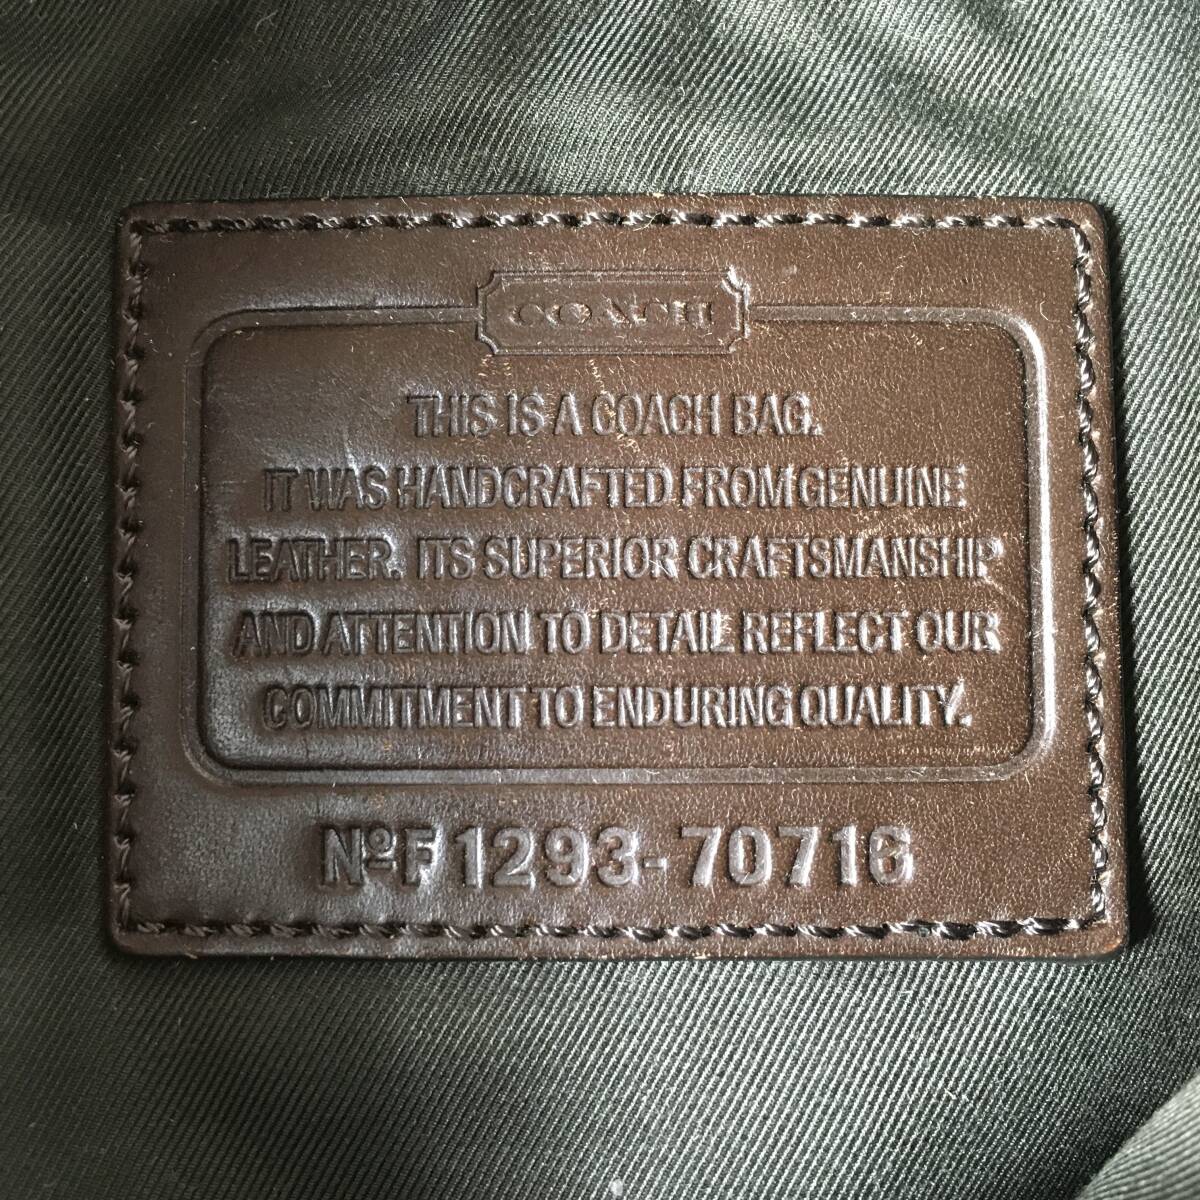 COACH
THIS IS A COACH BAG.
IT WAS HANDCRAFTED FROM GENUINE
LEATHER. ITS SUPERIOR CRAFTSMANSHIP
AND ATTENTION TO DETAIL REFLECT OUR
COMMITMENT TO ENDURING QUALITY.
NºF1293-70716